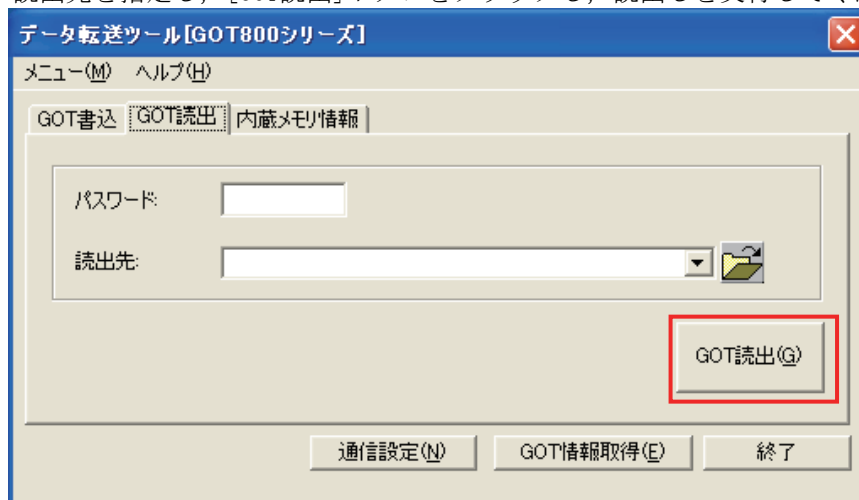 データ転送ツール[GOT800シリーズ]
メニュー(M) ヘルプ(H)
GOT書込 GOT読出 内蔵メモリ情報
パスワード:
読出先:
GOT読出(G)
通信設定(N) GOT情報取得(E) 終了